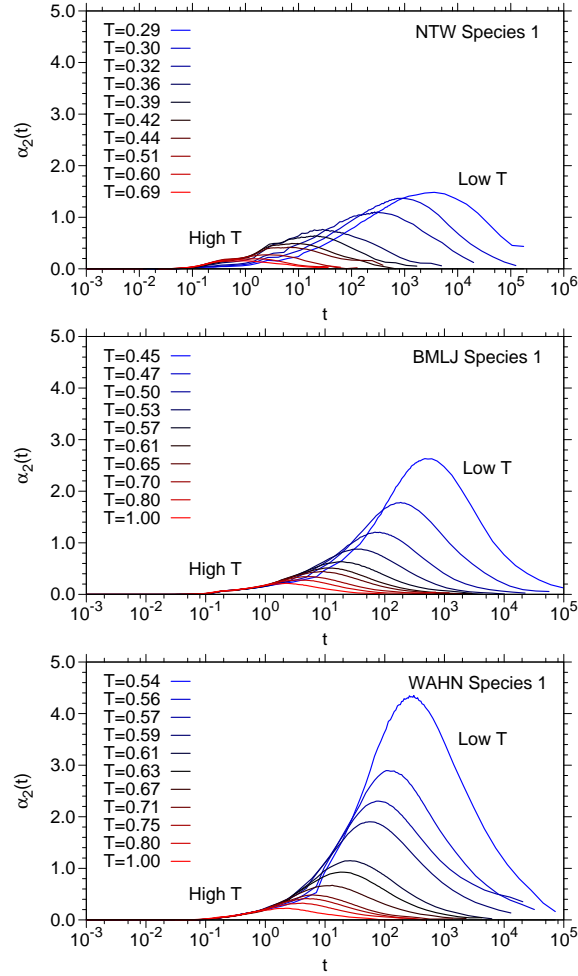 5.0
4.0
3.0
2.0
1.0
0.0
α₂(t)
T=0.29
T=0.30
T=0.32
T=0.36
T=0.39
T=0.42
T=0.44
T=0.51
T=0.60
T=0.69
NTW Species 1
Low T
High T
10⁻³ 10⁻² 10⁻¹ 10⁰ 10¹ 10² 10³ 10⁴ 10⁵ 10⁶
t
5.0
4.0
3.0
2.0
1.0
0.0
α₂(t)
T=0.45
T=0.47
T=0.50
T=0.53
T=0.57
T=0.61
T=0.65
T=0.70
T=0.80
T=1.00
BMLJ Species 1
Low T
High T
10⁻³ 10⁻² 10⁻¹ 10⁰ 10¹ 10² 10³ 10⁴ 10⁵
t
5.0
4.0
3.0
2.0
1.0
0.0
α₂(t)
T=0.54
T=0.56
T=0.57
T=0.59
T=0.61
T=0.63
T=0.67
T=0.71
T=0.75
T=0.80
T=1.00
WAHN Species 1
Low T
High T
10⁻³ 10⁻² 10⁻¹ 10⁰ 10¹ 10² 10³ 10⁴ 10⁵
t